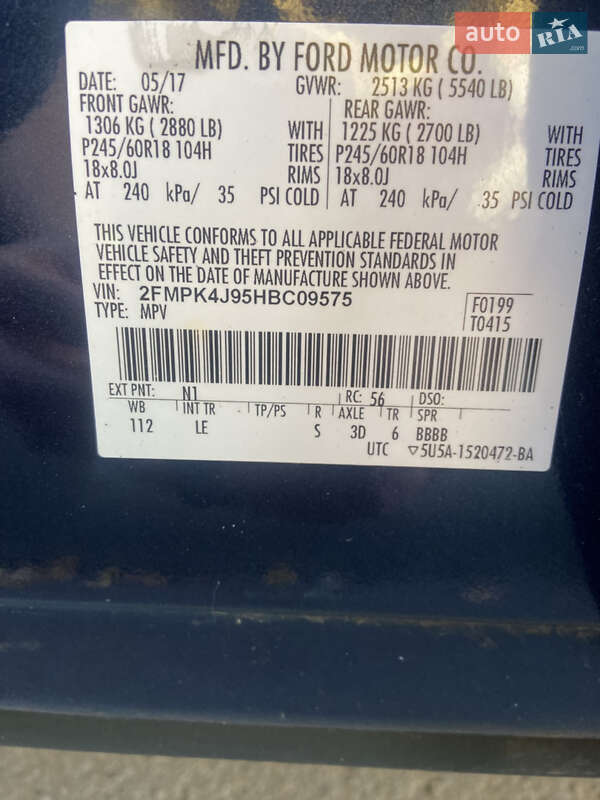 auto RIA.com
MFD. BY FORD MOTOR CO.
DATE: 05/17 GVWR: 2513 KG ( 5540 LB)
FRONT GAWR: REAR GAWR:
1306 KG ( 2880 LB) WITH 1225 KG ( 2700 LB) WITH
P245/60R18 104H TIRES P245/60R18 104H TIRES
18x8.0J RIMS 18x8.0J RIMS
AT 240 kPa/ 35 PSI COLD AT 240 kPa/ 35 PSI COLD
THIS VEHICLE CONFORMS TO ALL APPLICABLE FEDERAL MOTOR
VEHICLE SAFETY AND THEFT PREVENTION STANDARDS IN
EFFECT ON THE DATE OF MANUFACTURE SHOWN ABOVE.
VIN: 2FMPK4J95HBC09575 F0199
TYPE: MPV T0415
EXT PNT: N1 RC: 56 DSO:
WB INT TR TP/PS R AXLE TR SPR
112 LE S 3D 6 BBBB
UTC ▽5U5A-1520472-BA